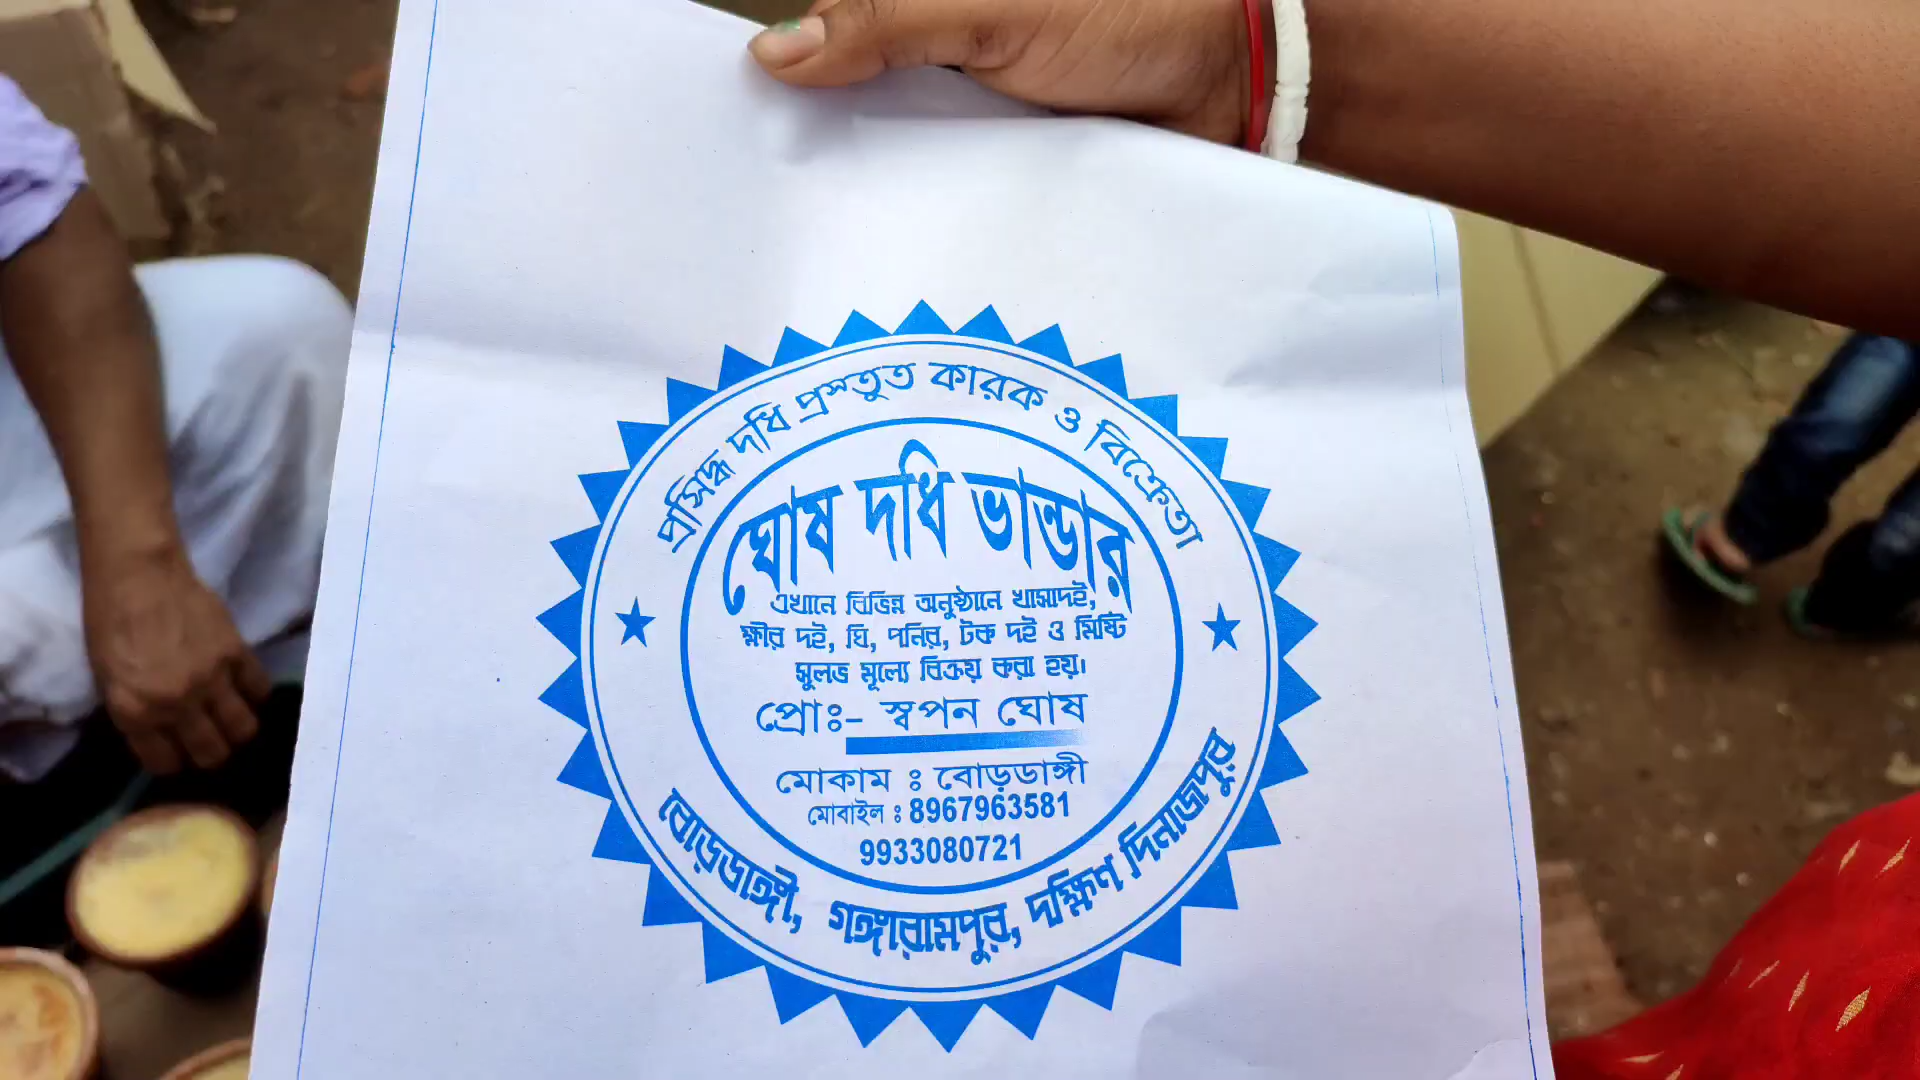 প্রসিদ্ধ দধি প্রস্তুত কারক ও বিক্রেতা
ঘোষ দধি ভান্ডার
এখানে বিভিন্ন অনুষ্ঠানে খাসাদই,
ক্ষীর দই, ঘি, পনির, টক দই ও মিষ্টি
সুলভ মূল্যে বিক্রয় করা হয়।
প্রোঃ– স্বপন ঘোষ
মোকাম ঃ বোড়ডাঙ্গী
মোবাইল ঃ 8967963581
9933080721
বোড়ডাঙ্গী, গঙ্গারামপুর, দক্ষিণ দিনাজপুর